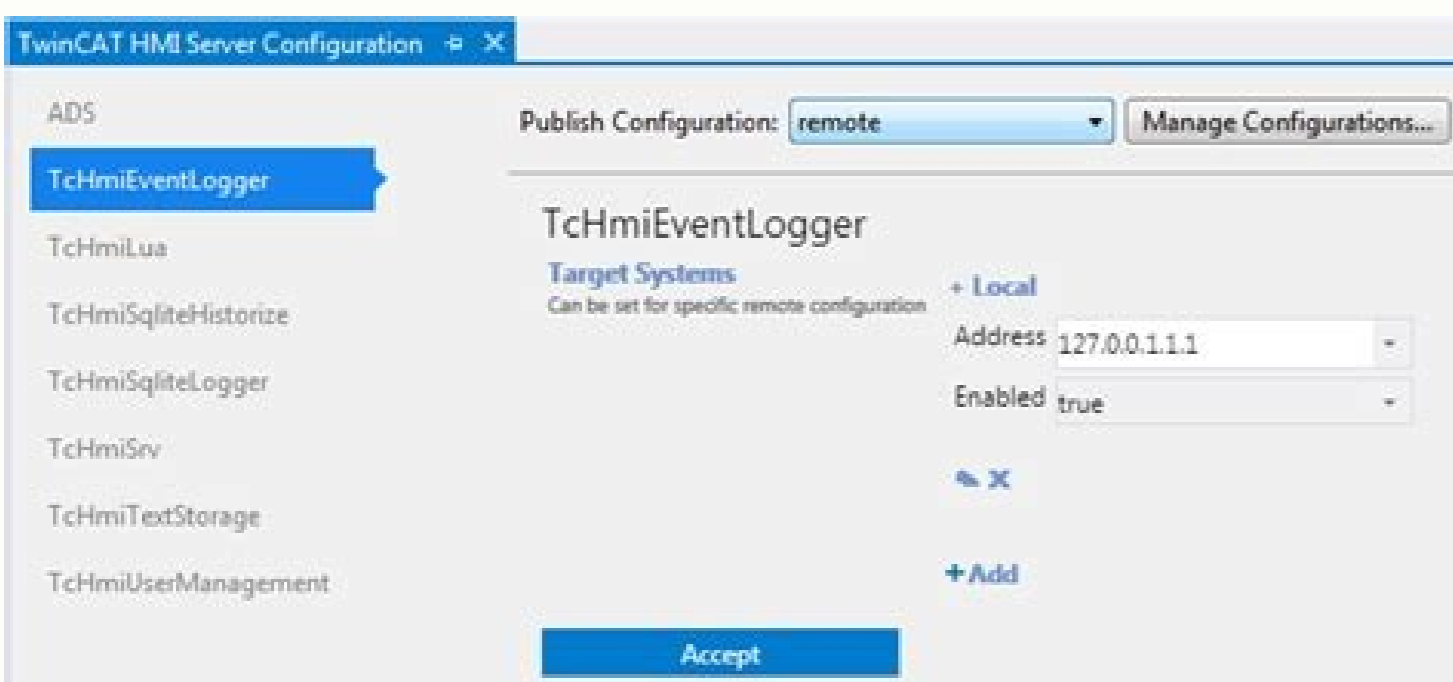 TwinCAT HMI Server Configuration
ADS
TcHmiEventLogger
TcHmiLua
TcHmiSqliteHistorize
TcHmiSqliteLogger
TcHmiSrv
TcHmiTextStorage
TcHmiUserManagement
Publish Configuration: remote Manage Configurations...
TcHmiEventLogger
Target Systems
Can be set for specific remote configuration
Local
Address 127.0.0.1.1.1
Enabled true
+Add
Accept